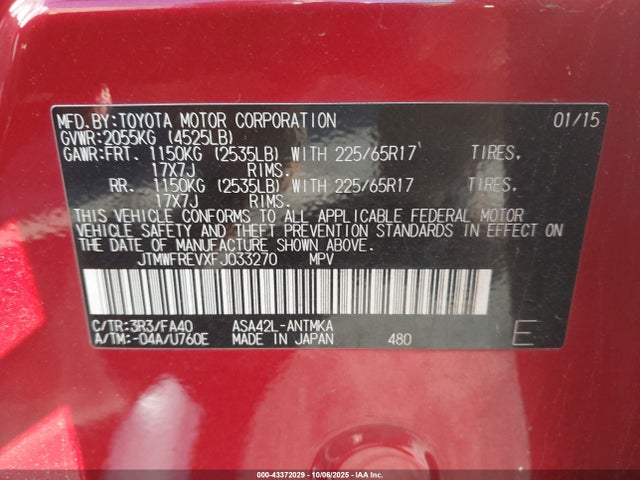 MFD.BY:TOYOTA MOTOR CORPORATION 01/15
GVWR:2055KG (4525LB)
GAWR:FRT. 1150KG (2535LB) WITH 225/65R17 TIRES,
17X7J RIMS.
RR. 1150KG (2535LB) WITH 225/65R17 TIRES,
17X7J RIMS.
THIS VEHICLE CONFORMS TO ALL APPLICABLE FEDERAL MOTOR
VEHICLE SAFETY AND THEFT PREVENTION STANDARDS IN EFFECT ON
THE DATE OF MANUFACTURE SHOWN ABOVE.
JTMWFREVXFJ033270 MPV
C/TR:3R3/FA40 ASA42L-ANTMKA
A/TM:-04A/U760E MADE IN JAPAN 480 E
000-43372029 - 10/06/2025 - IAA Inc.